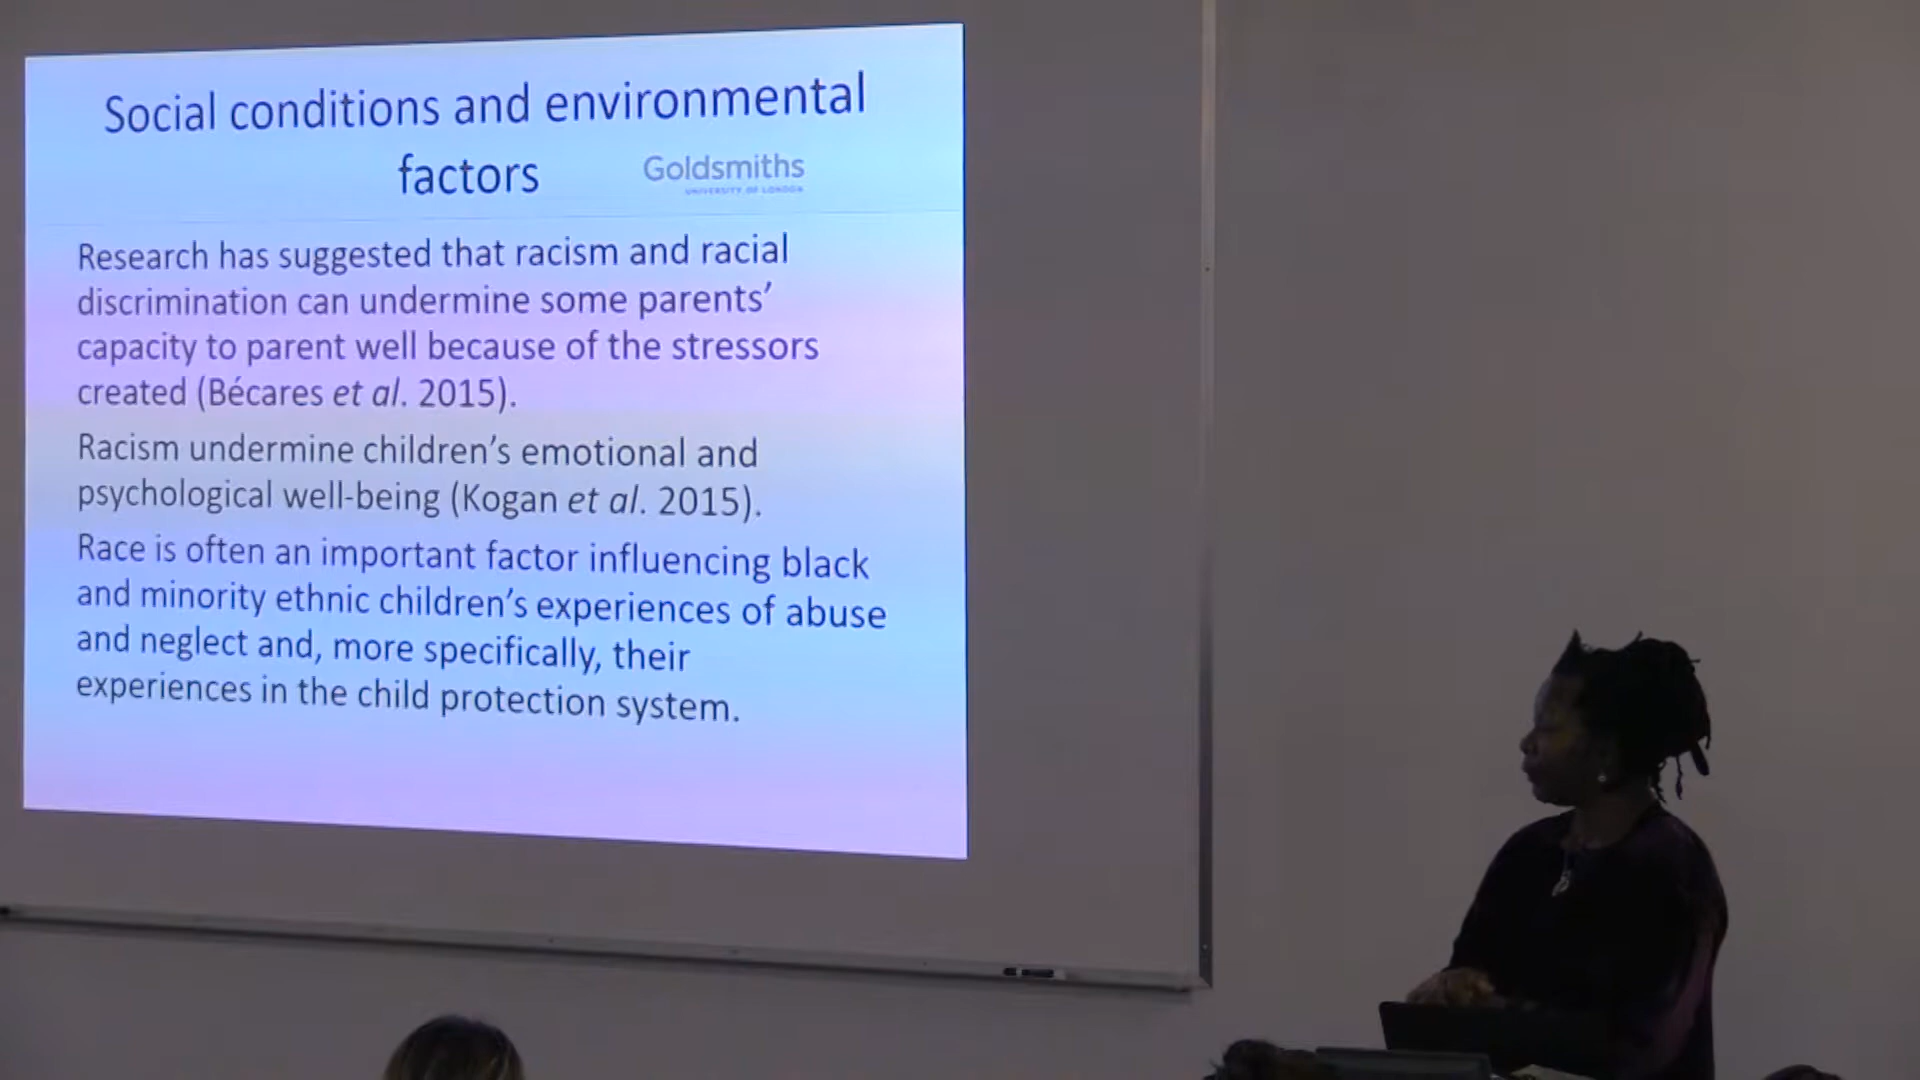 Social conditions and environmental
factors
Goldsmiths
UNIVERSITY OF LONDON
Research has suggested that racism and racial
discrimination can undermine some parents’
capacity to parent well because of the stressors
created (Bécares et al. 2015).
Racism undermine children’s emotional and
psychological well-being (Kogan et al. 2015).
Race is often an important factor influencing black
and minority ethnic children’s experiences of abuse
and neglect and, more specifically, their
experiences in the child protection system.